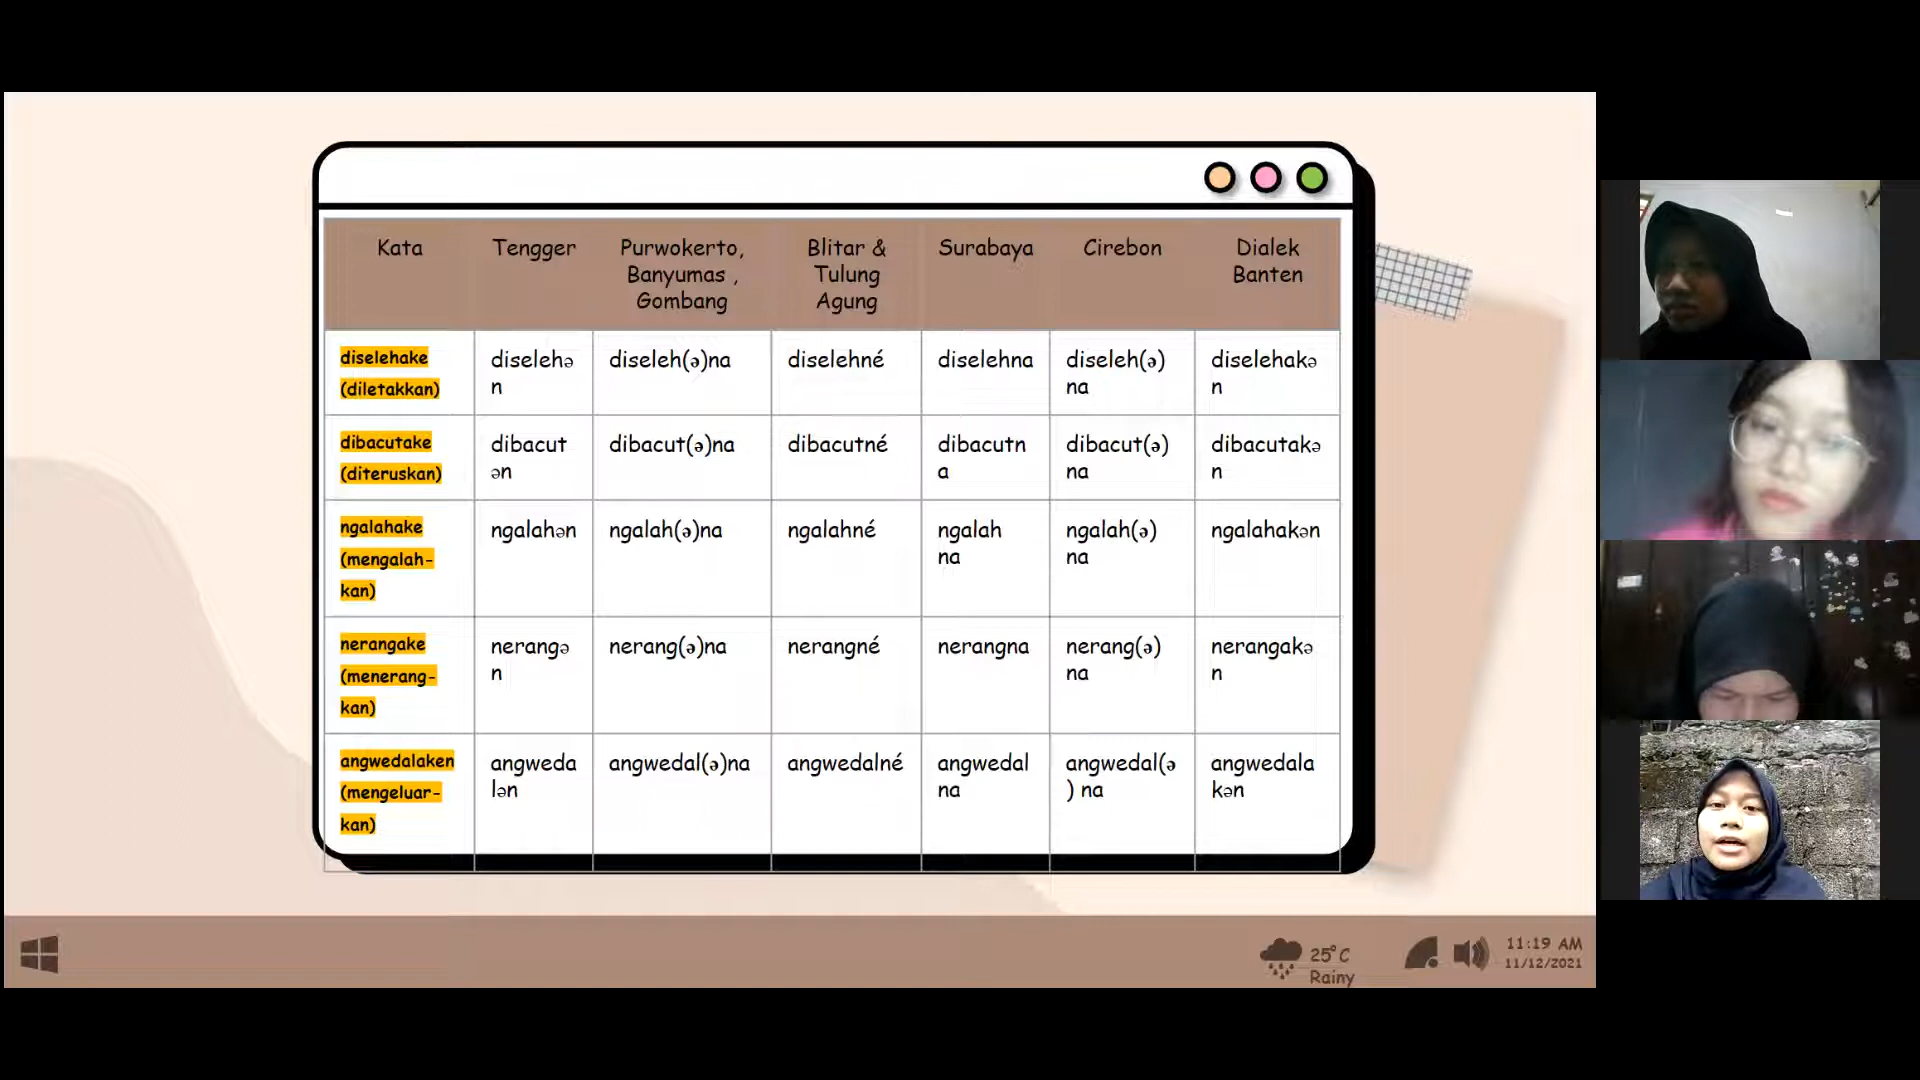 Kata Tengger Purwokerto, Blitar & Surabaya Cirebon Dialek
Banyumas , Tulung Banten
Gombang Agung
diselehake diselehə diseleh(ə)na diselehné diselehna diseleh(ə) diselehakə
(diletakkan) n na n
dibacutake dibacut dibacut(ə)na dibacutné dibacutn dibacut(ə) dibacutakə
(diteruskan) ən a na n
ngalahake ngalahən ngalah(ə)na ngalahné ngalah ngalah(ə) ngalahakən
(mengalah- na na
kan)
nerangake nerangə nerang(ə)na nerangné nerangna nerang(ə) nerangakə
(menerang- n na n
kan)
angwedalaken angweda angwedal(ə)na angwedalné angwedal angwedal(ə angwedala
(mengeluar- lən na ) na kən
kan)
25°C 11:19 AM
Rainy 11/12/2021